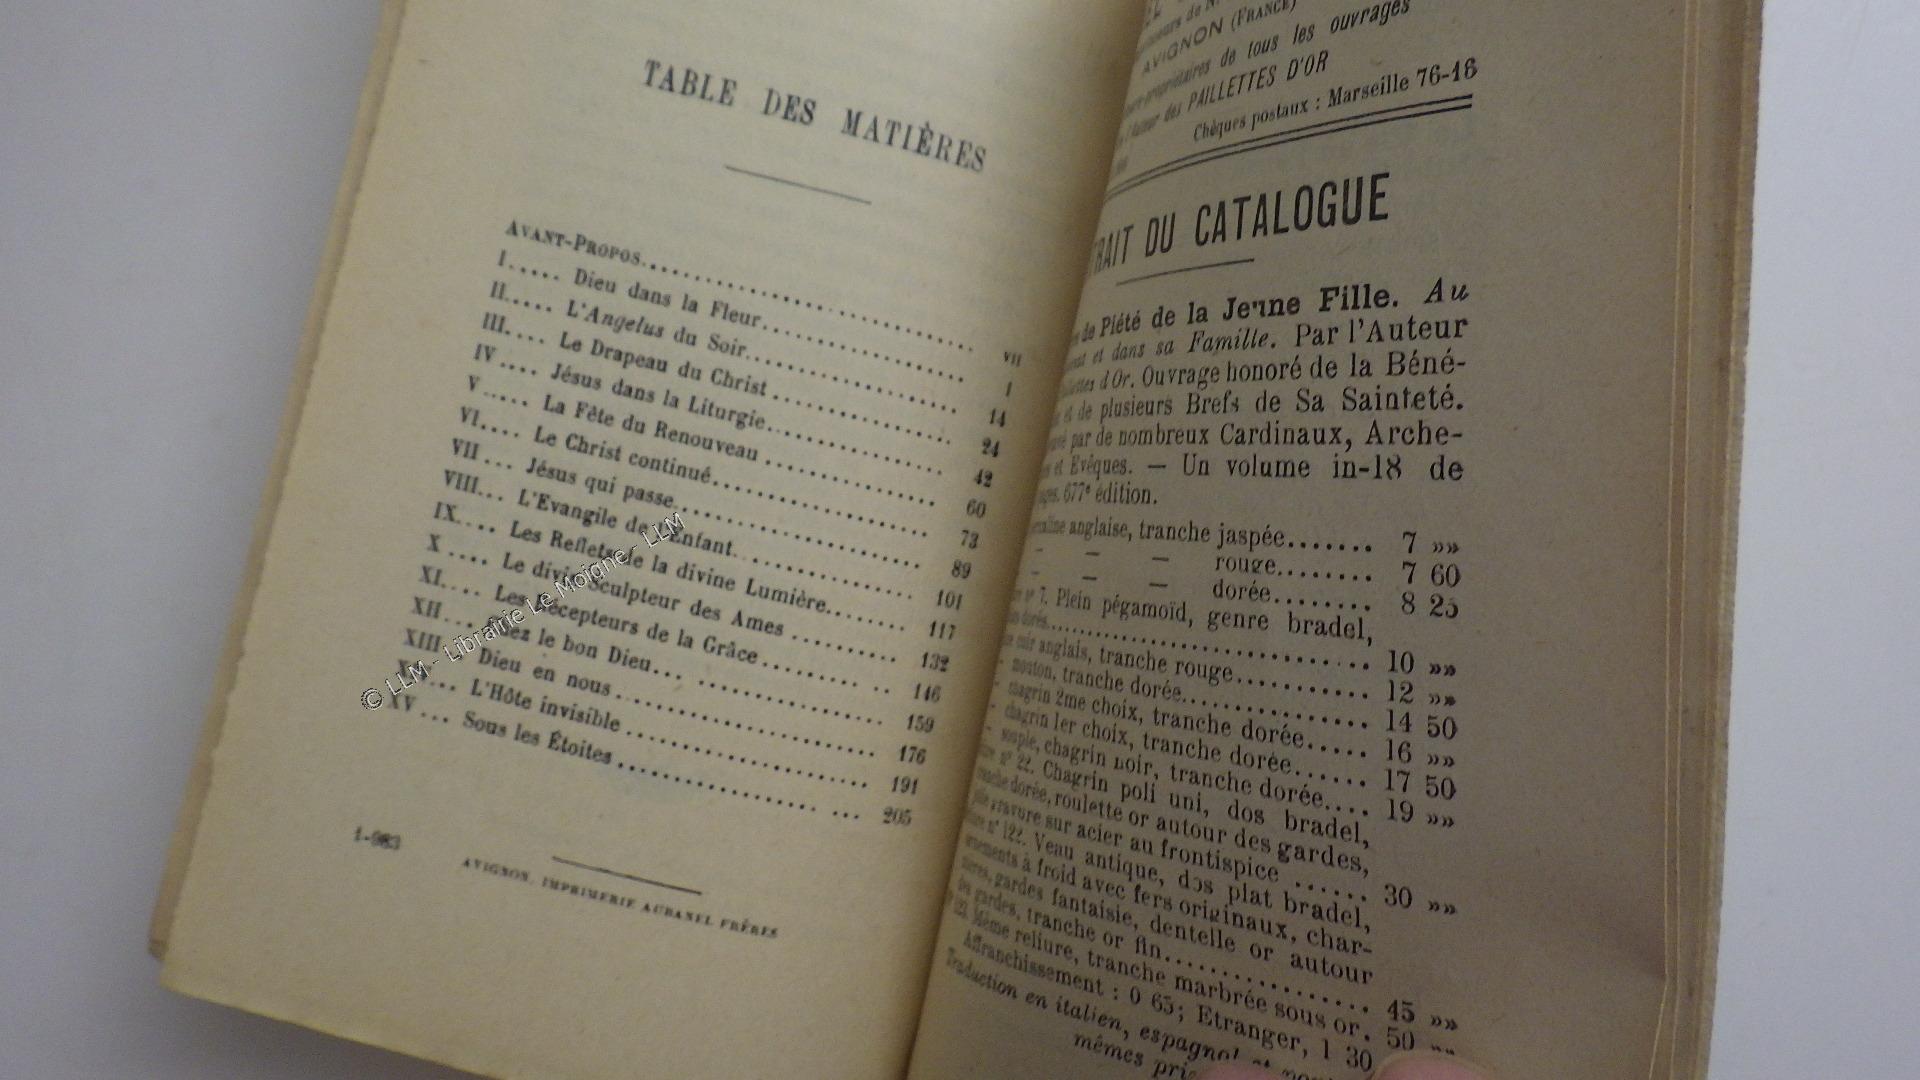 TABLE DES MATIÈRES
AVANT-PROPOS. vii
I..... Dieu dans la Fleur. 1
II..... L'Angelus du Soir. 14
III.... Le Drapeau du Christ 24
IV.... Jésus dans la Liturgie. 42
V..... La Fête du Renouveau 60
VI.... Le Christ continué. 73
VII... Jésus qui passe. 89
VIII... L'Evangile de l'Enfant. 101
IX.... Les Reflets de la divine Lumière. 117
X .... Le divin Sculpteur des Ames 132
XI.... Les Récepteurs de la Grâce 146
XII... Chez le bon Dieu... 159
XIII.. Dieu en nous 176
XIV... L'Hôte invisible 191
XV ... Sous les Étoites 205
1-983
AVIGNON. IMPRIMERIE AUBANEL FRÈRES
© LLM - Librairie Le Moigne - LLM
AVIGNON (FRANCE)
de tous les ouvrages
l'Auteur des PAILLETTES D'OR
Chèques postaux : Marseille 76-16
TRAIT DU CATALOGUE
de Piété de la Jeune Fille. Au
et dans sa Famille. Par l'Auteur
d'Or. Ouvrage honoré de la Béné-
et de plusieurs Brefs de Sa Sainteté.
par de nombreux Cardinaux, Arche-
et Evêques. — Un volume in-18 de
677e édition.
anglaise, tranche jaspée....... 7 »»
— — — rouge........ 7 60
— — — dorée........ 8 25
n° 7. Plein pégamoïd, genre bradel,
dorés. 10 »»
cuir anglais, tranche rouge. 12 »»
- mouton, tranche dorée. 14 50
- chagrin 2me choix, tranche dorée..... 16 »»
- chagrin 1er choix, tranche dorée...... 17 50
- souple, chagrin noir, tranche dorée.... 19 »»
n° 22. Chagrin poli uni, dos bradel,
tranche dorée, roulette or autour des gardes,
gravure sur acier au frontispice ...... 30 »»
n° 122. Veau antique, dos plat bradel,
ornements à froid avec fers originaux, char-
nières, gardes fantaisie, dentelle or autour
des gardes, tranche or fin. 45 »»
123. Même reliure, tranche marbrée sous or. 50
Affranchissement : 0 65; Etranger, 1 30
Traduction en italien, espagnol et
mêmes